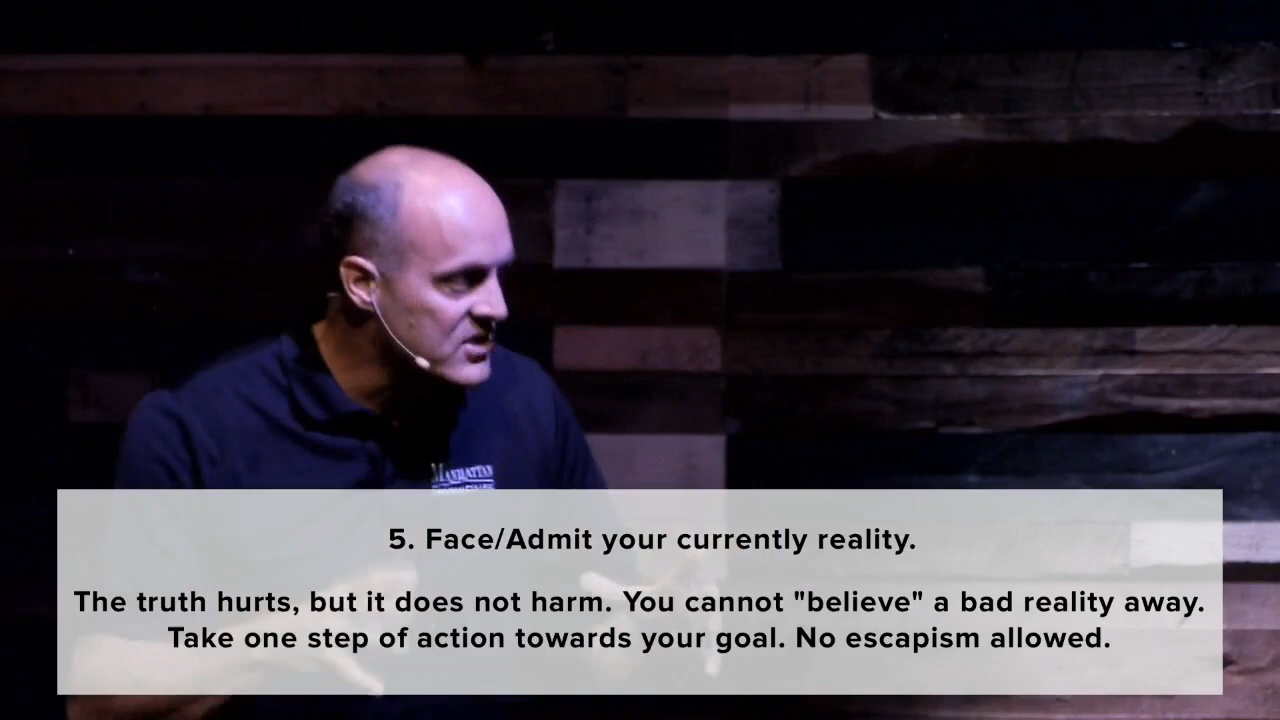 MANHATTAN
5. Face/Admit your currently reality.
The truth hurts, but it does not harm. You cannot "believe" a bad reality away.
Take one step of action towards your goal. No escapism allowed.